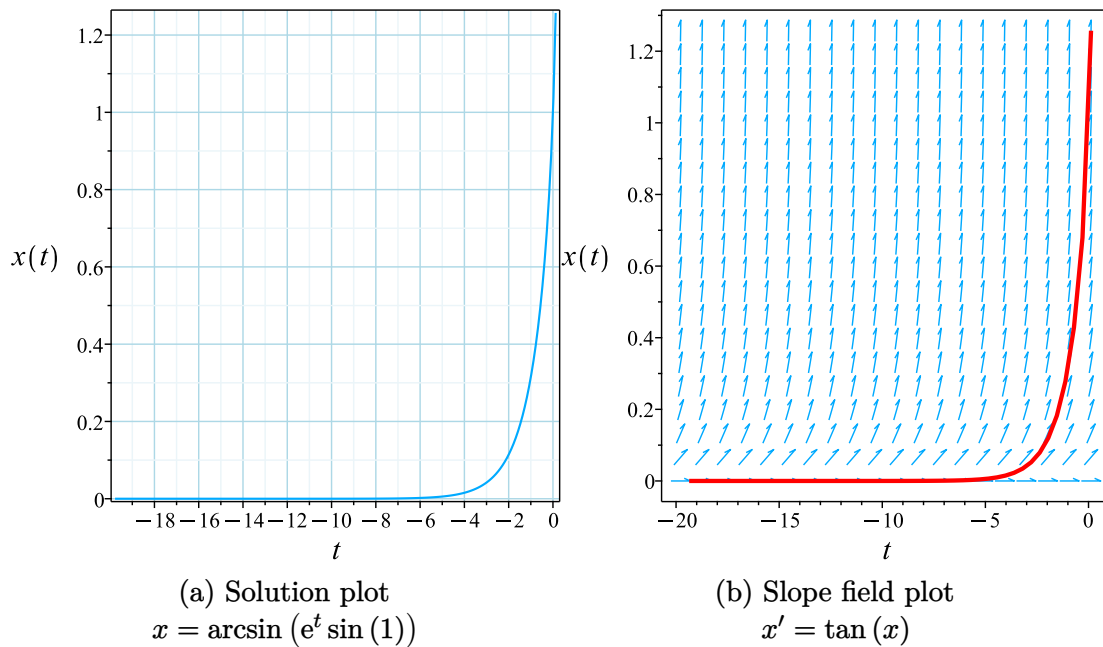 1.2
1
0.8
x(t)
0.6
0.4
0.2
0
−18 −16 −14 −12 −10 −8 −6 −4 −2 0
t
(a) Solution plot
x = arcsin (e^t sin (1))
1.2
1
0.8
x(t)
0.6
0.4
0.2
0
−20 −15 −10 −5 0
t
(b) Slope field plot
x′ = tan (x)